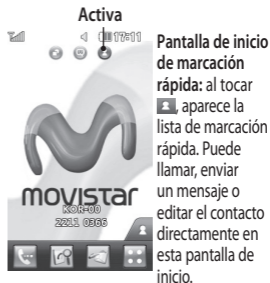 Activa
17:11
movistar
KOR-00
2211 0366
Pantalla de inicio
de marcación
rápida: al tocar
, aparece la
lista de marcación
rápida. Puede
llamar, enviar
un mensaje o
editar el contacto
directamente en
esta pantalla de
inicio.